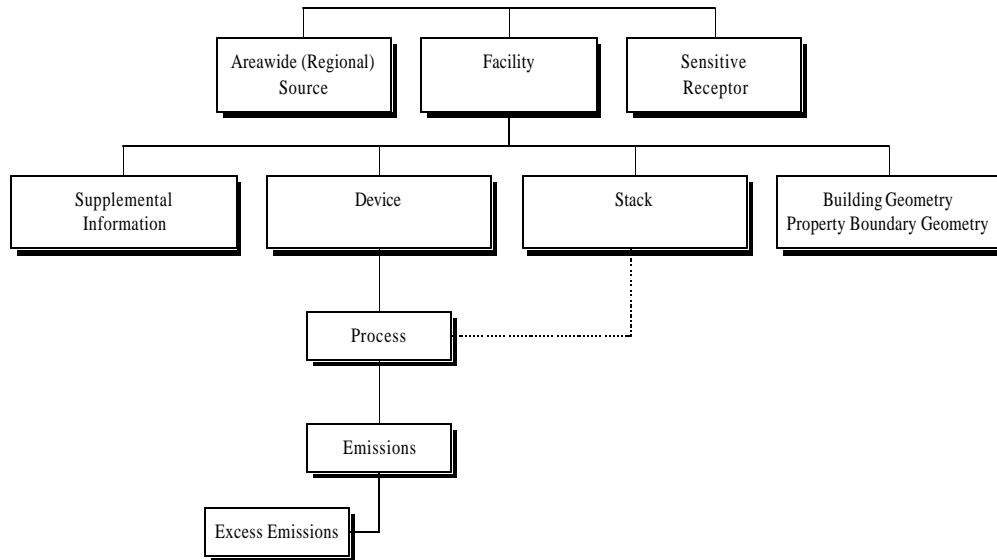 Areawide (Regional)
Source
Facility
Sensitive
Receptor
Supplemental
Information
Device
Stack
Building Geometry
Property Boundary Geometry
Process
Emissions
Excess Emissions